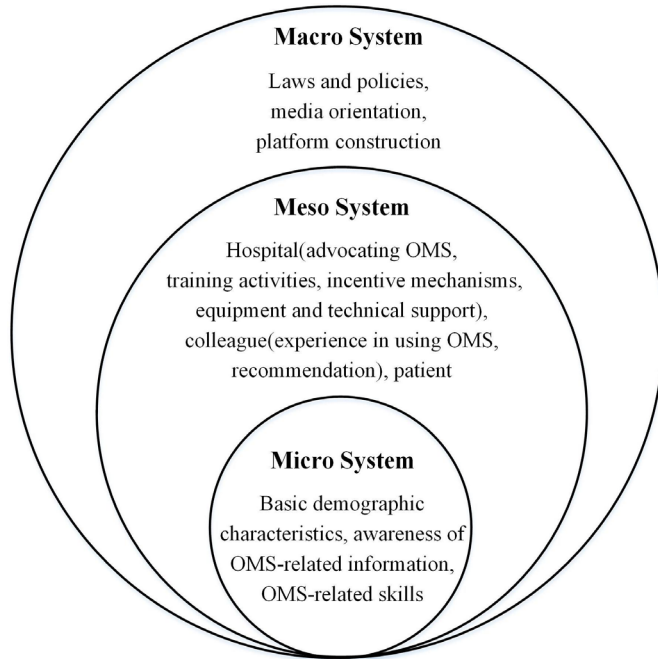 Macro System
Laws and policies,
media orientation,
platform construction
Meso System
Hospital(advocating OMS,
training activities, incentive mechanisms,
equipment and technical support),
colleague(experience in using OMS,
recommendation), patient
Micro System
Basic demographic
characteristics, awareness of
OMS-related information,
OMS-related skills